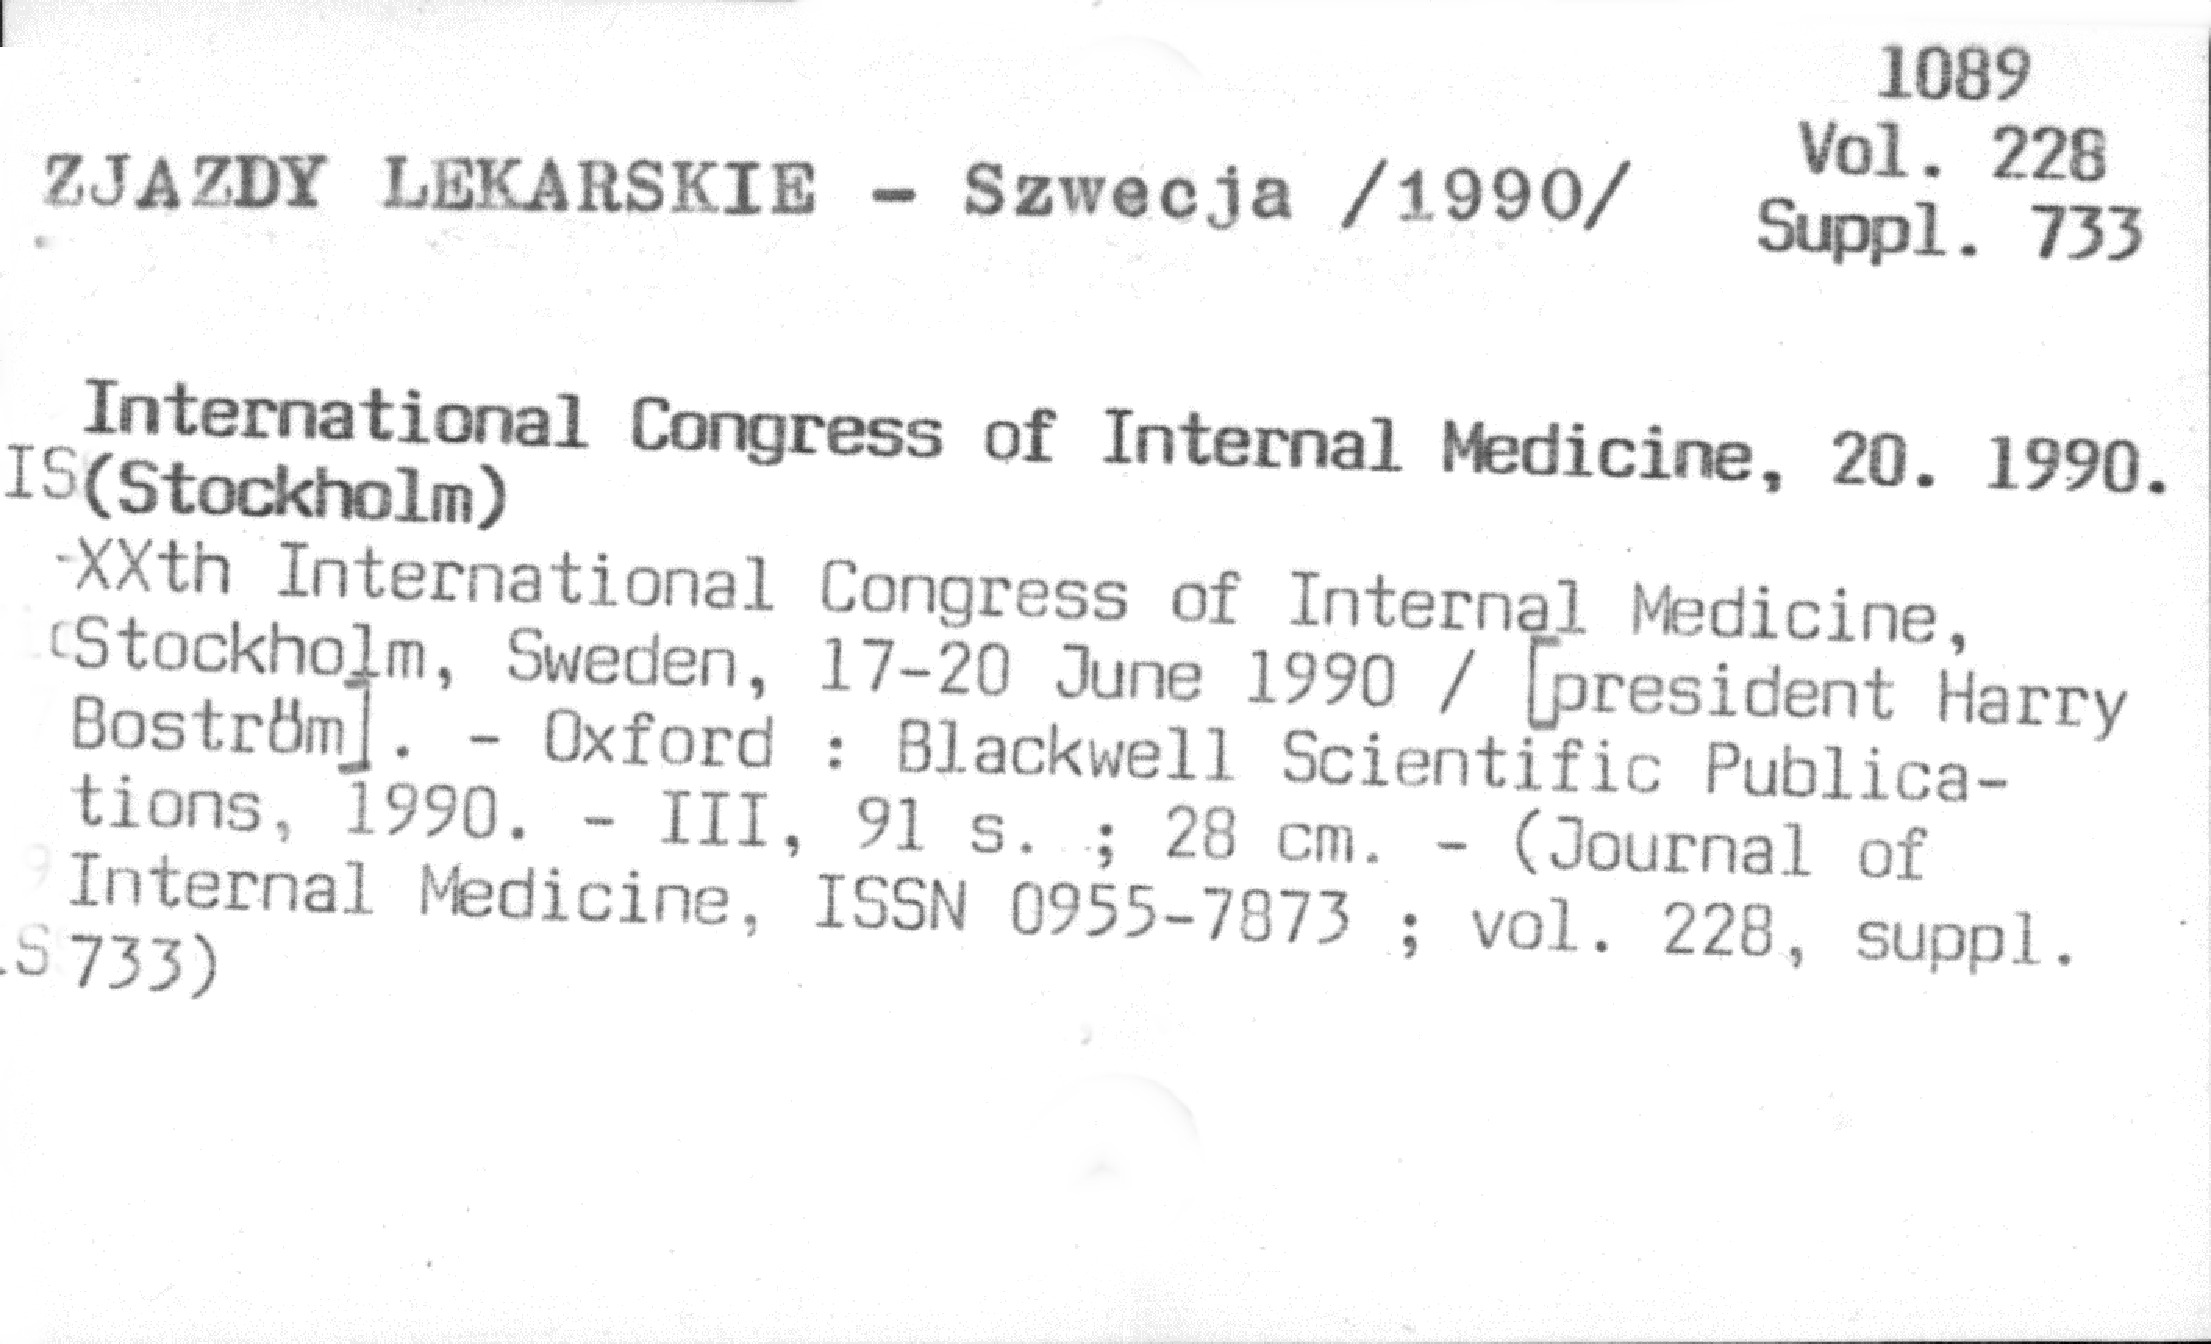 1089
Vol. 228
Suppl. 733
ZJAZDY LEKARSKIE - Szwecja /1990/
International Congress of Internal Medicine, 20. 1990.
IS(Stockholm)
-XXth International Congress of Internal Medicine,
Stockholm, Sweden, 17-20 June 1990 / [president Harry
Boström]. - Oxford : Blackwell Scientific Publica-
tions, 1990. - III, 91 s. ; 28 cm. - (Journal of
Internal Medicine, ISSN 0955-7873 ; vol. 228, suppl.
733)